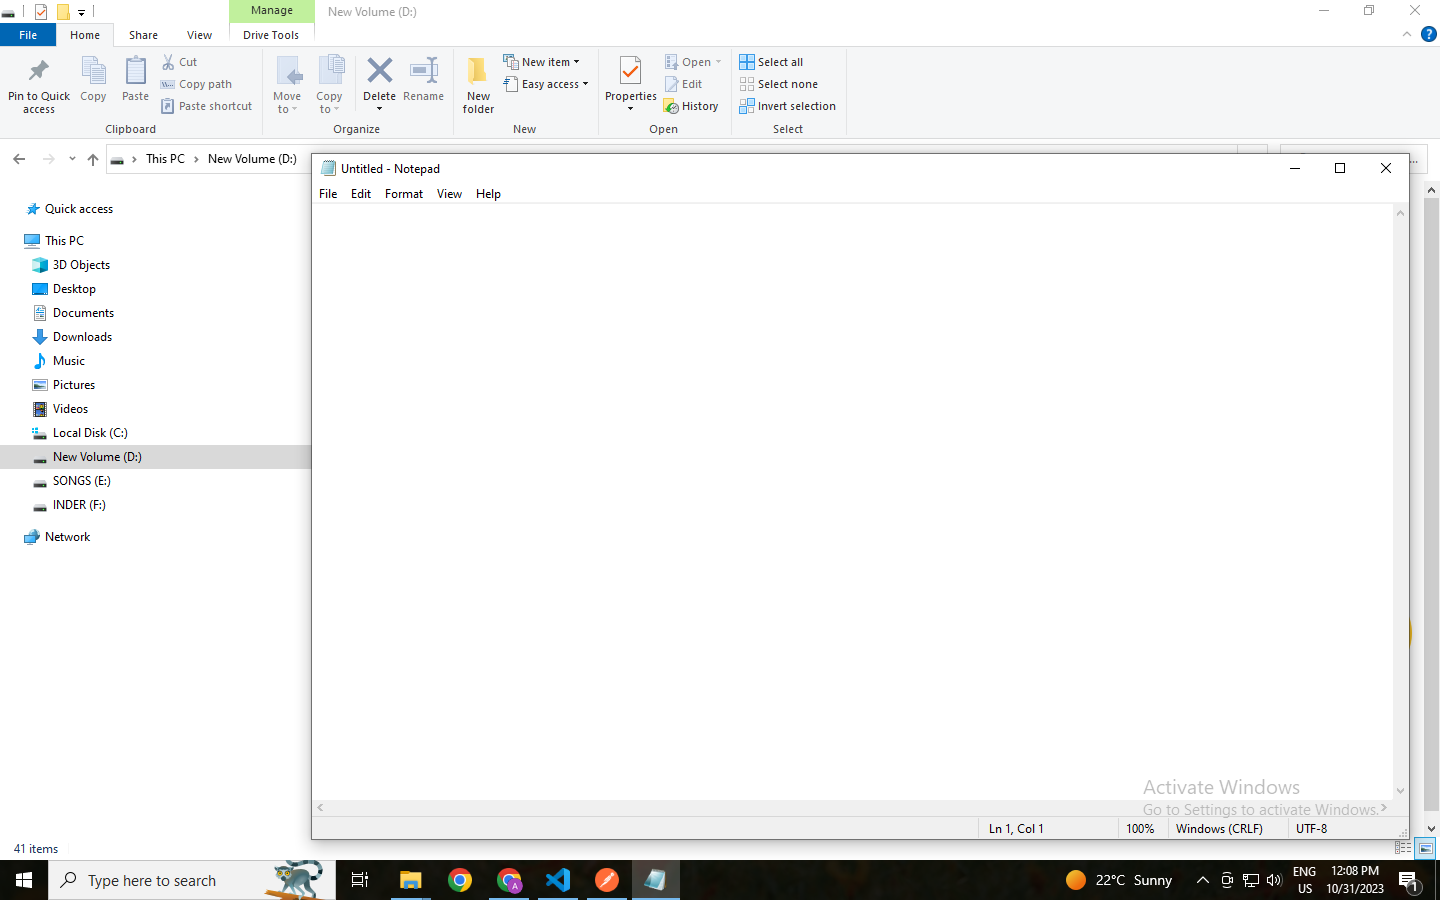 Manage
New Volume (D:)
File
Home
Share
View
Drive Tools
Pin to Quick access
Copy
Paste
Cut
Copy path
Paste shortcut
Clipboard
Move to
Copy to
Delete
Rename
Organize
New folder
New item
Easy access
New
Properties
Open
Edit
History
Open
Select all
Select none
Invert selection
Select
This PC
New Volume (D:)
...
Untitled - Notepad
File
Edit
Format
View
Help
Quick access
This PC
3D Objects
Desktop
Documents
Downloads
Music
Pictures
Videos
Local Disk (C:)
New Volume (D:)
SONGS (E:)
INDER (F:)
Network
Activate Windows
Go to Settings to activate Windows.
Ln 1, Col 1
100%
Windows (CRLF)
UTF-8
41 items
Type here to search
A
22°C Sunny
ENG
US
12:08 PM
10/31/2023
1